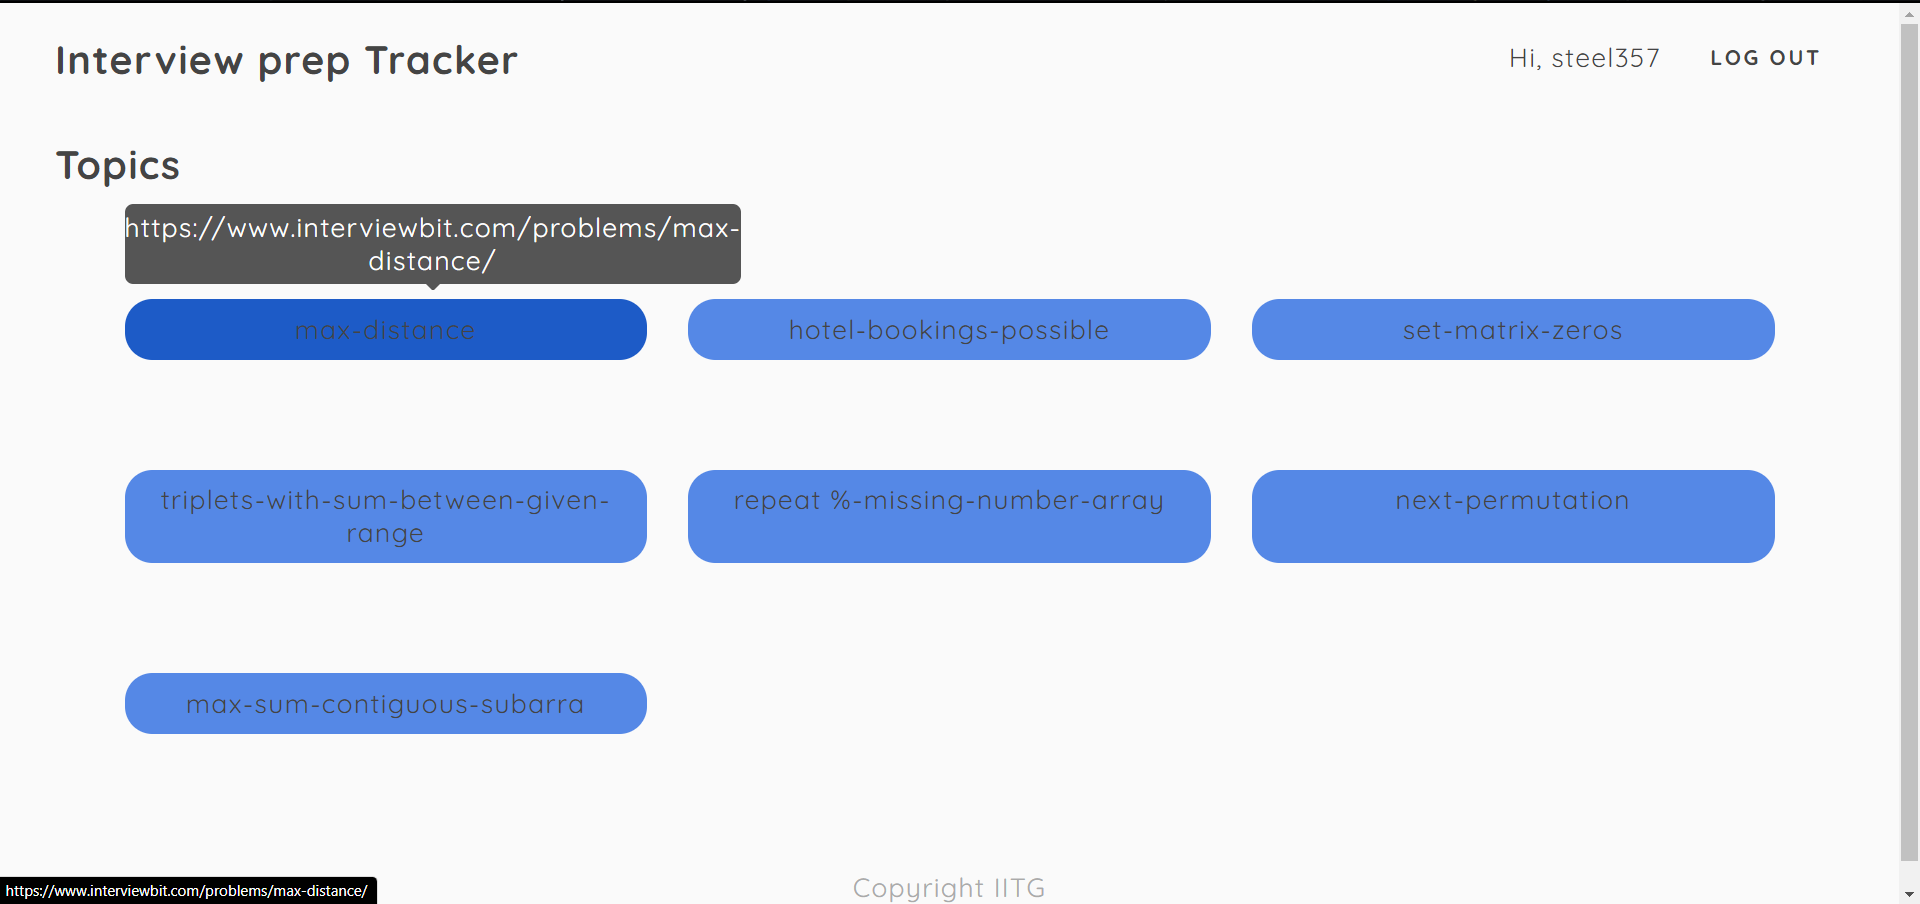 Interview prep Tracker
Hi, steel357
LOG OUT
Topics
https://www.interviewbit.com/problems/max-
distance/
max-distance
hotel-bookings-possible
set-matrix-zeros
triplets-with-sum-between-given-
range
repeat %-missing-number-array
next-permutation
max-sum-contiguous-subarra
Copyright IITG
https://www.interviewbit.com/problems/max-distance/